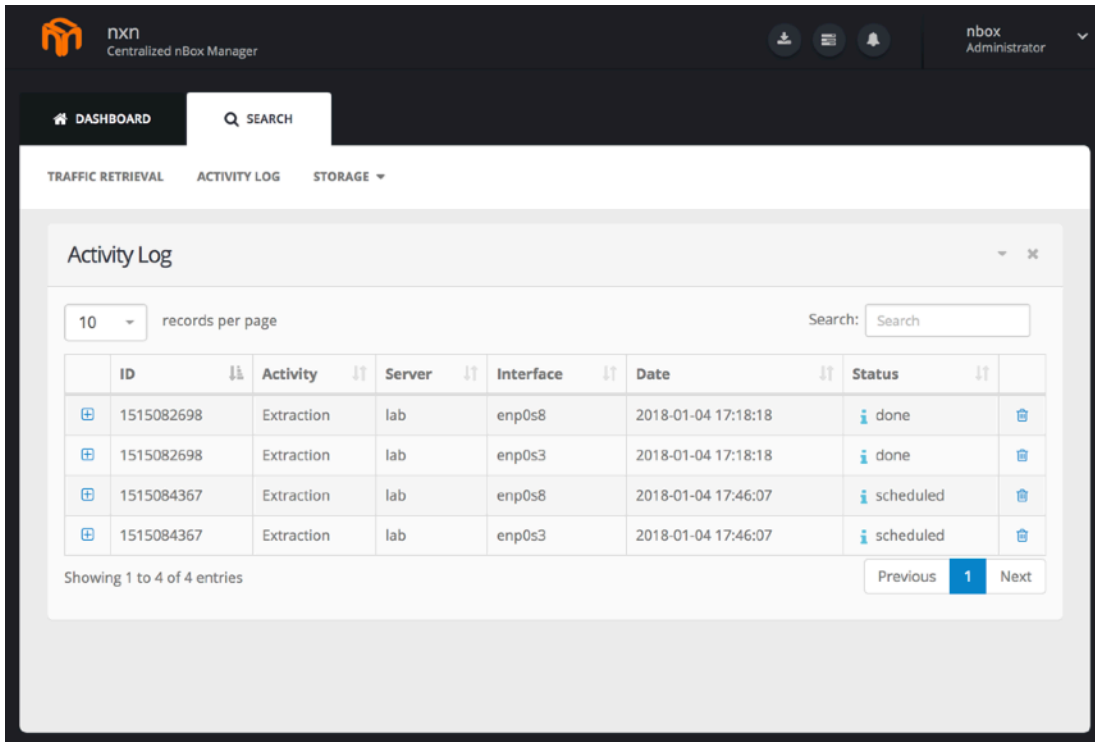 nxn
Centralized nBox Manager
nbox
Administrator
DASHBOARD
SEARCH
TRAFFIC RETRIEVAL ACTIVITY LOG STORAGE
Activity Log
10 records per page Search: Search
ID Activity Server Interface Date Status
1515082698 Extraction lab enp0s8 2018-01-04 17:18:18 done
1515082698 Extraction lab enp0s3 2018-01-04 17:18:18 done
1515084367 Extraction lab enp0s8 2018-01-04 17:46:07 scheduled
1515084367 Extraction lab enp0s3 2018-01-04 17:46:07 scheduled
Showing 1 to 4 of 4 entries Previous 1 Next